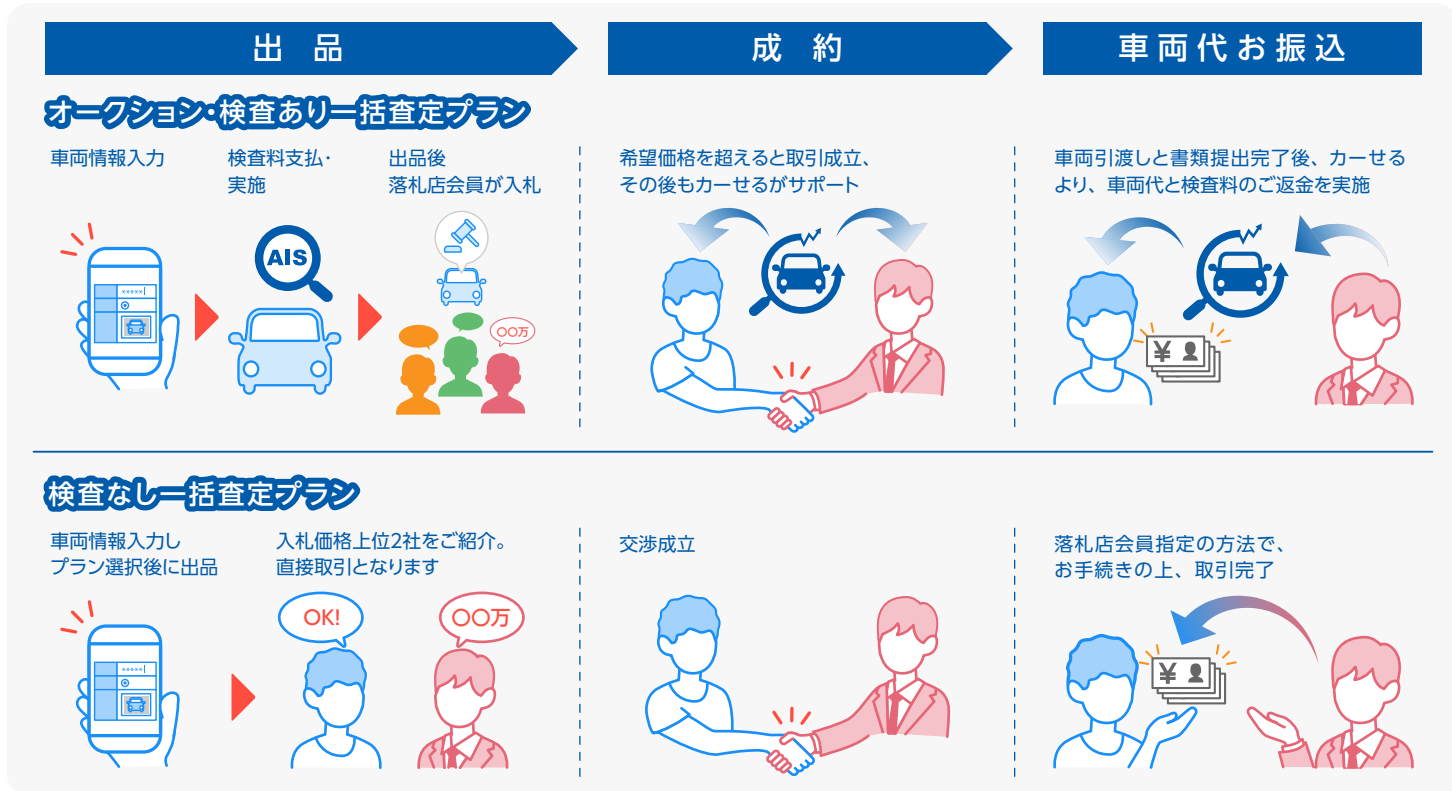 出品
成約
車両代お振込
オークション・検査あり一括査定プラン
車両情報入力
検査料支払・
実施
出品後
落札店会員が入札
希望価格を超えると取引成立、
その後もカーせるがサポート
車両引渡しと書類提出完了後、カーせる
より、車両代と検査料のご返金を実施
*****|
AIS
〇〇万
¥
検査なし一括査定プラン
車両情報入力し
プラン選択後に出品
入札価格上位2社をご紹介。
直接取引となります
交渉成立
落札店会員指定の方法で、
お手続きの上、取引完了
*****|
OK!
〇〇万
¥